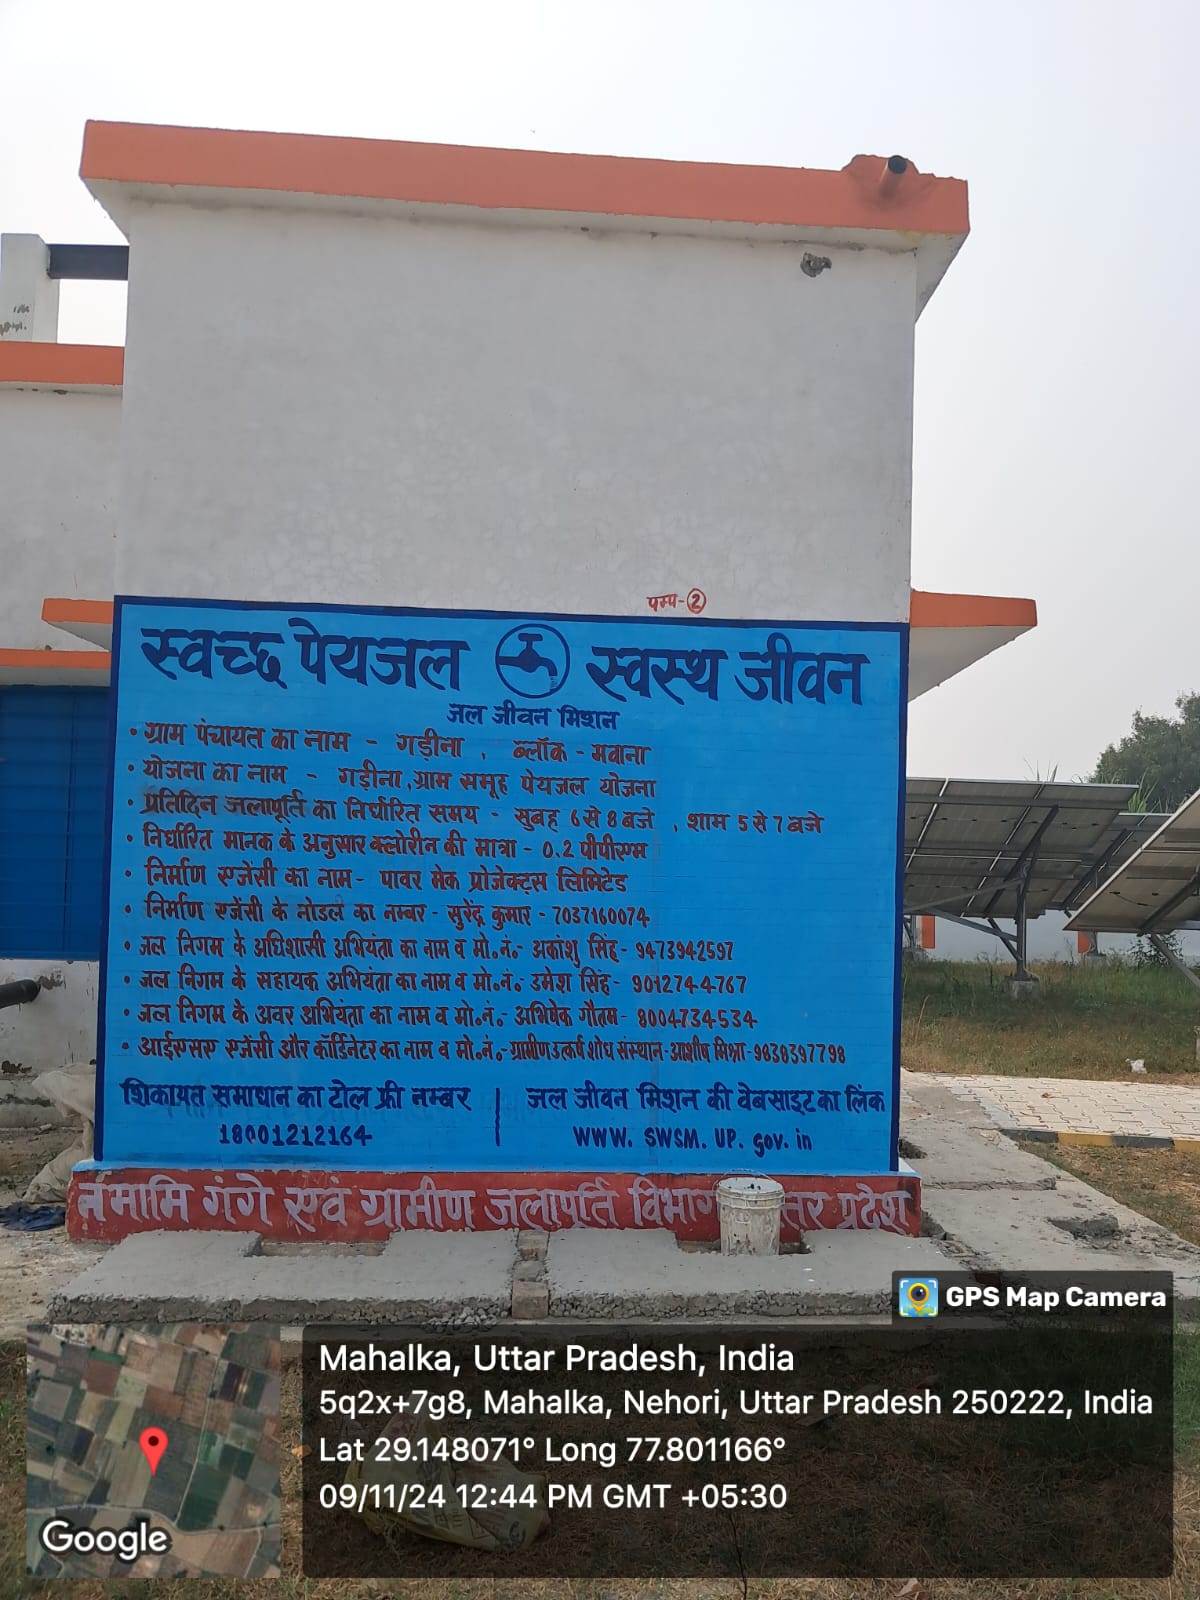 पम्प-②
स्वच्छ पेयजल स्वस्थ जीवन
जल जीवन मिशन
• ग्राम पंचायत का नाम - गड़ीना , ब्लॉक - मवाना
• योजना का नाम - गड़ीना, ग्राम समूह पेयजल योजना
• प्रतिदिन जलापूर्ति का निर्धारित समय - सुबह 6 से 8 बजे , शाम 5 से 7 बजे
• निर्धारित मानक के अनुसार क्लोरीन की मात्रा - 0.2 पीपीएम
• निर्माण एजेंसी का नाम- पावर मेक प्रोजेक्ट्स लिमिटेड
• निर्माण एजेंसी के नोडल का नम्बर - सुरेंद्र कुमार - 7037160074
• जल निगम के अधिशासी अभियंता का नाम व मो.नं.- अकांशु सिंह - 9473942597
• जल निगम के सहायक अभियंता का नाम व मो.नं.- उमेश सिंह- 9012744767
• जल निगम के अवर अभियंता का नाम व मो.नं.- अभिषेक गौतम- 8004734534
• आईएसए एजेंसी और कॉर्डिनेटर का नाम व मो.नं.-ग्रामीण उत्कर्ष शोध संस्थान-आशीष मिश्रा-9838397798
शिकायत समाधान का टोल फ्री नम्बर
18001212164
जल जीवन मिशन की वेबसाइट का लिंक
WWW. SWSM. UP. gov. in
नमामि गंगे एवं ग्रामीण जलापूर्ति विभाग त्तर प्रदेश
GPS Map Camera
Mahalka, Uttar Pradesh, India
5q2x+7g8, Mahalka, Nehori, Uttar Pradesh 250222, India
Lat 29.148071° Long 77.801166°
09/11/24 12:44 PM GMT +05:30
Google